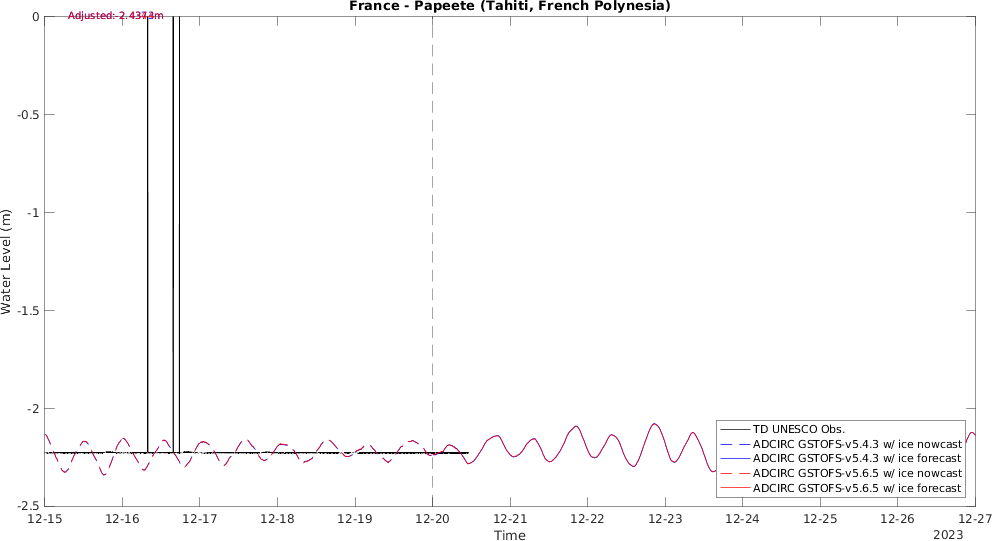 France - Papeete (Tahiti, French Polynesia)
0
-0.5
-1
-1.5
-2
-2.5
Water Level (m)
TD UNESCO Obs.
ADCIRC GSTOFS-v5.4.3 w/ ice nowcast
ADCIRC GSTOFS-v5.4.3 w/ ice forecast
ADCIRC GSTOFS-v5.6.5 w/ ice nowcast
ADCIRC GSTOFS-v5.6.5 w/ ice forecast
12-15 12-16 12-17 12-18 12-19 12-20 12-21 12-22 12-23 12-24 12-25 12-26 12-27
Time
2023